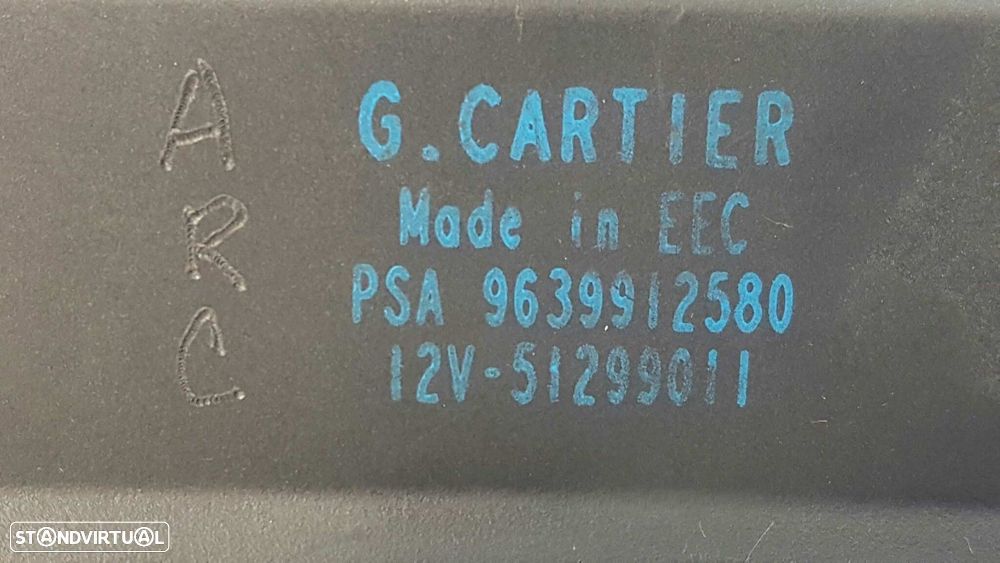 A
R
C
G. CARTIER
Made in EEC
PSA 9639912580
12V-51299011
STANDVIRTUAL